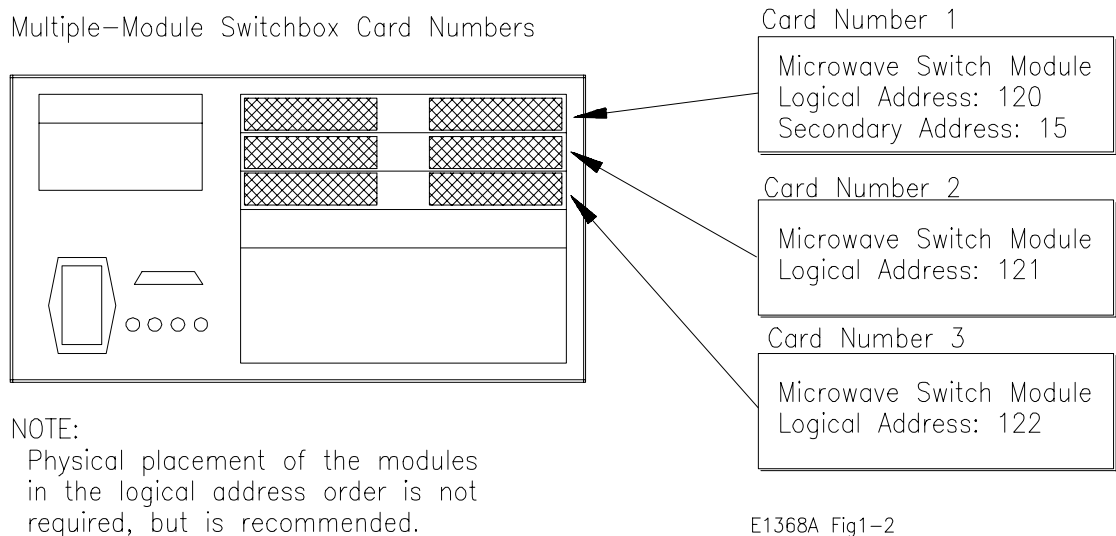 Multiple-Module Switchbox Card Numbers
Card Number 1
Microwave Switch Module
Logical Address: 120
Secondary Address: 15
Card Number 2
Microwave Switch Module
Logical Address: 121
Card Number 3
Microwave Switch Module
Logical Address: 122
NOTE:
Physical placement of the modules
in the logical address order is not
required, but is recommended.
E1368A Fig1-2